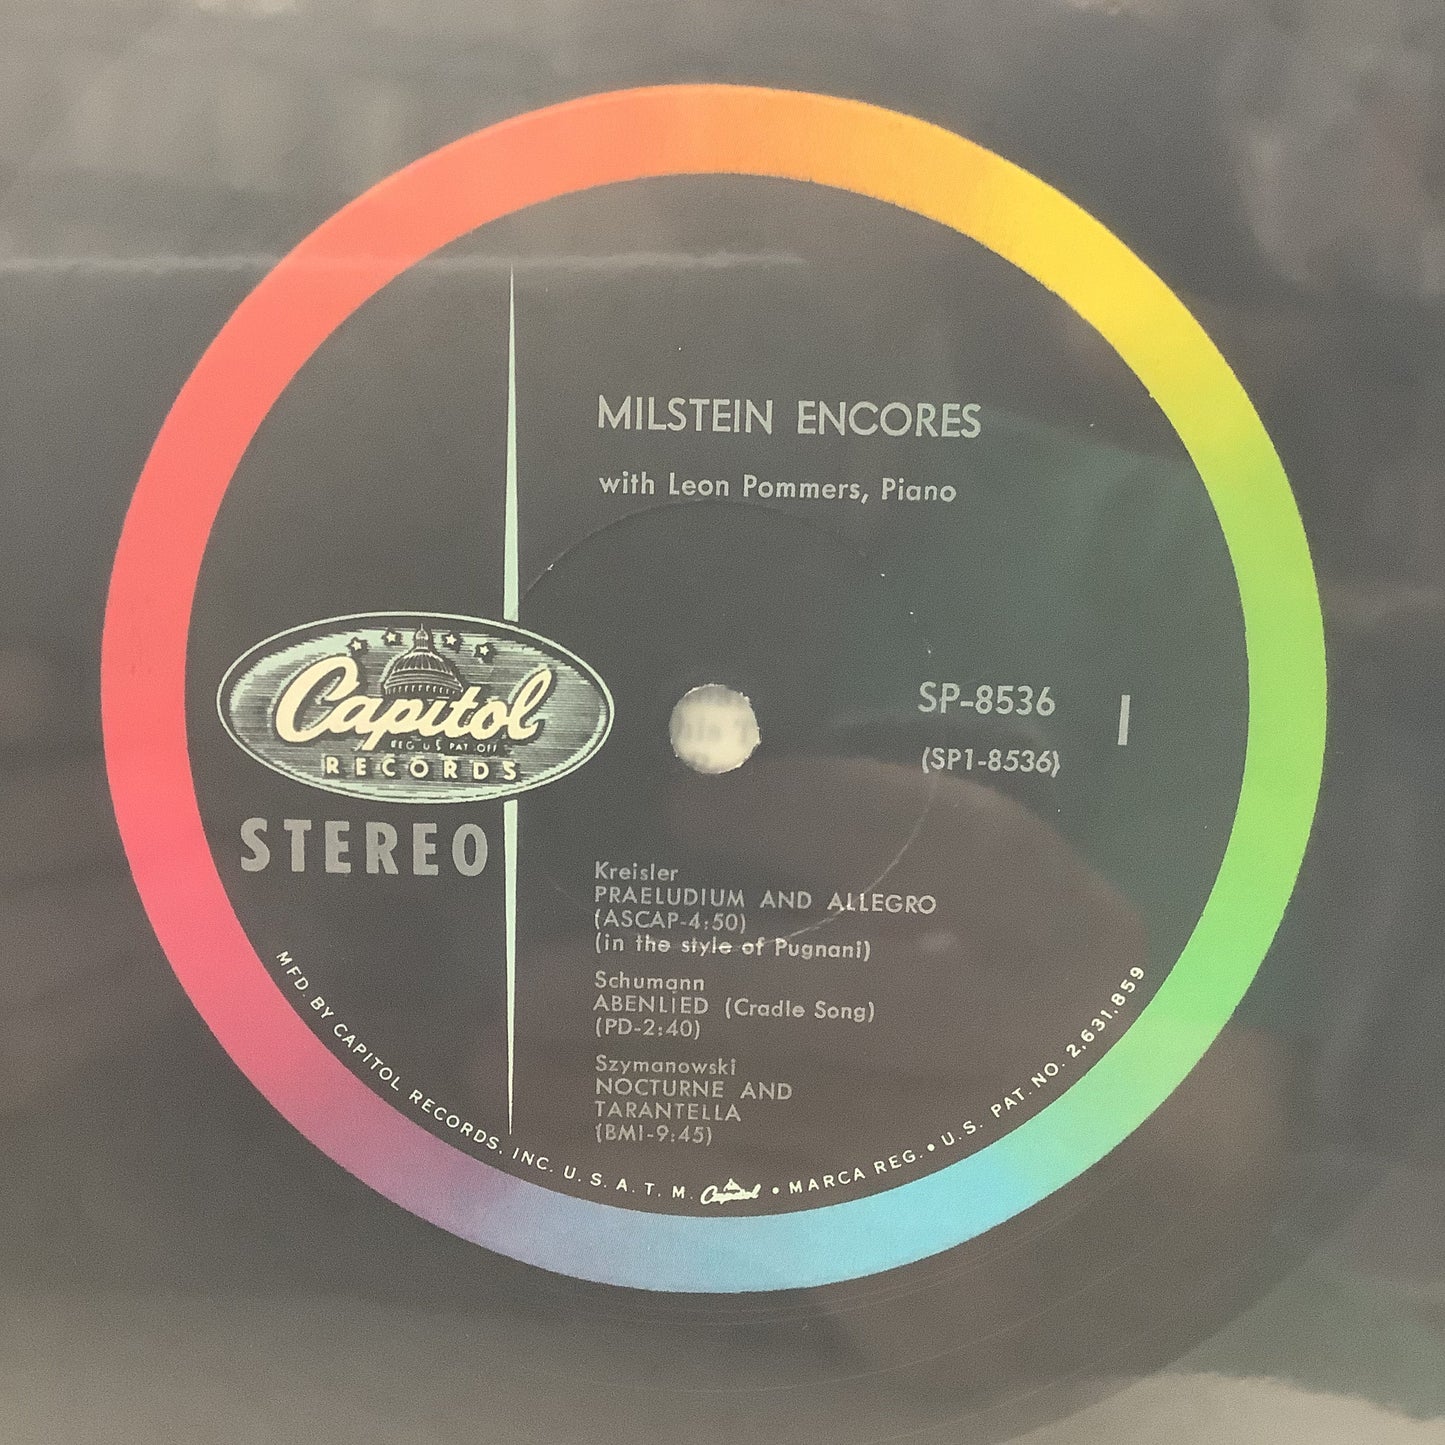 MILSTEIN ENCORES
with Leon Pommers, Piano
Capitol
REG U S PAT OFF
RECORDS
STEREO
SP-8536
(SP1-8536)
1
Kreisler
PRAELUDIUM AND ALLEGRO
(ASCAP-4:50)
(in the style of Pugnani)
Schumann
ABENLIED (Cradle Song)
(PD-2:40)
Szymanowski
NOCTURNE AND
TARANTELLA
(BMI-9:45)
MFD. BY CAPITOL RECORDS, INC. U. S. A. T. M. Capitol • MARCA REG. • U.S. PAT. NO. 2,631,859